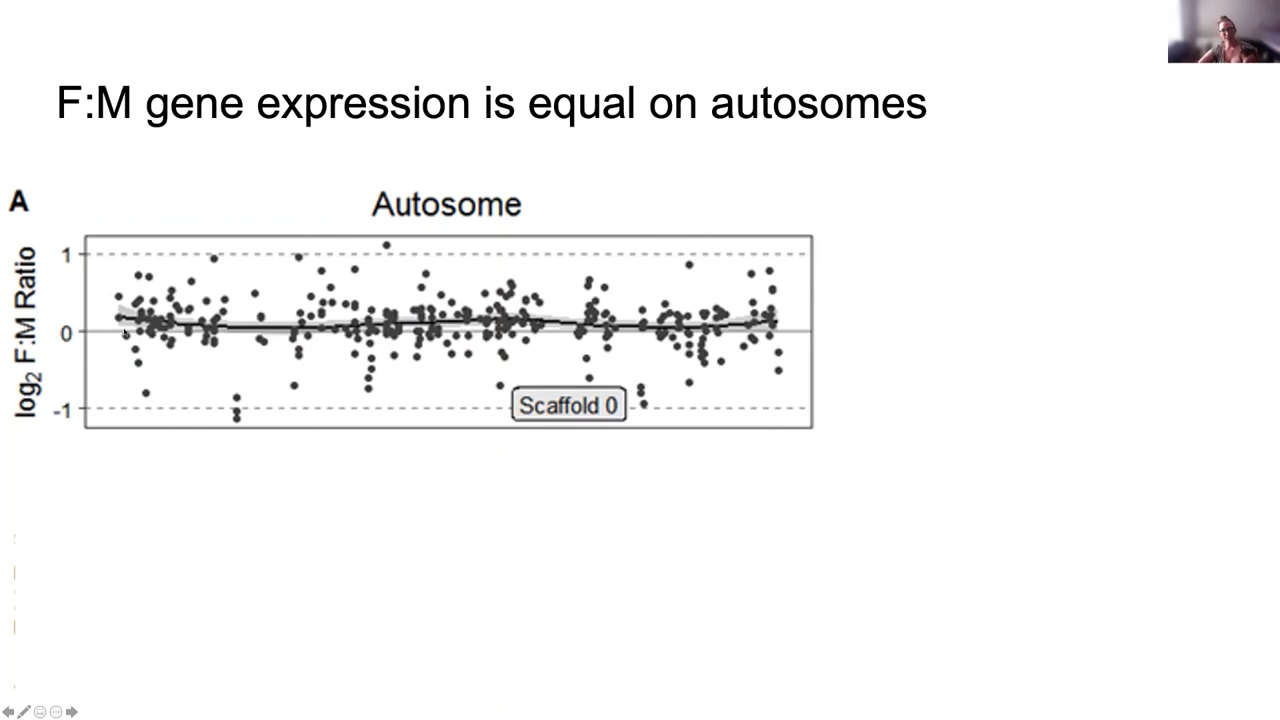 F:M gene expression is equal on autosomes
A
Autosome
log2 F:M Ratio
1
0
-1
Scaffold 0